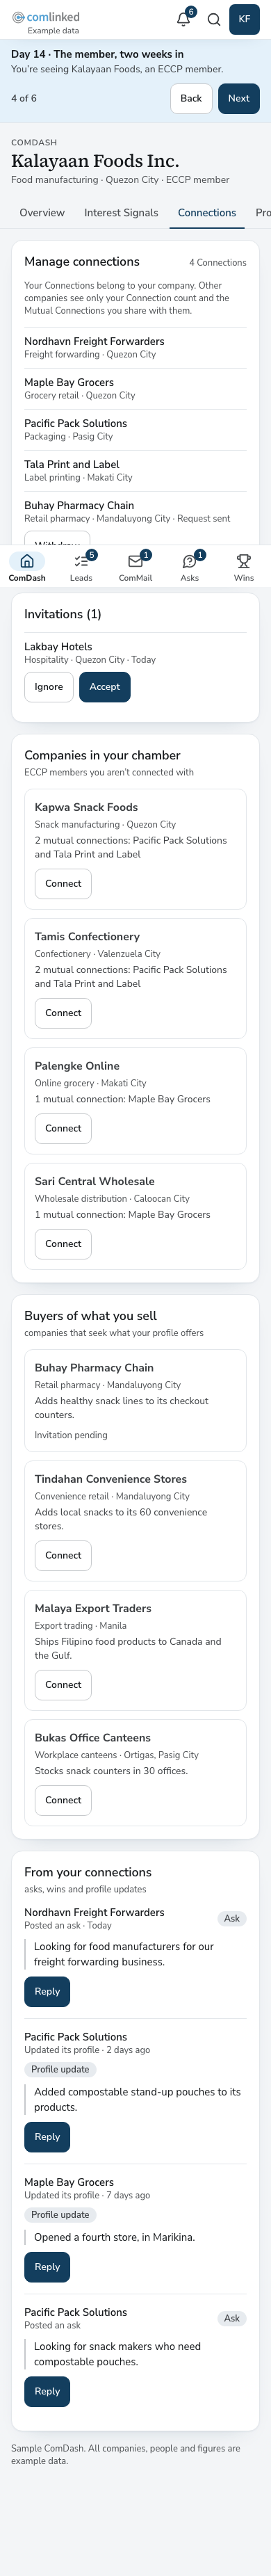 comlinked
Example data
6
KF
Day 14 · The member, two weeks in
You're seeing Kalayaan Foods, an ECCP member.
4 of 6
Back
Next
COMDASH
Kalayaan Foods Inc.
Food manufacturing · Quezon City · ECCP member
Overview
Interest Signals
Connections
Pro
Manage connections
4 Connections
Your Connections belong to your company. Other
companies see only your Connection count and the
Mutual Connections you share with them.
Nordhavn Freight Forwarders
Freight forwarding · Quezon City
Maple Bay Grocers
Grocery retail · Quezon City
Pacific Pack Solutions
Packaging · Pasig City
Tala Print and Label
Label printing · Makati City
Buhay Pharmacy Chain
Retail pharmacy · Mandaluyong City · Request sent
ComDash
5
Leads
1
ComMail
1
Asks
Wins
Invitations (1)
Lakbay Hotels
Hospitality · Quezon City · Today
Ignore
Accept
Companies in your chamber
ECCP members you aren't connected with
Kapwa Snack Foods
Snack manufacturing · Quezon City
2 mutual connections: Pacific Pack Solutions
and Tala Print and Label
Connect
Tamis Confectionery
Confectionery · Valenzuela City
2 mutual connections: Pacific Pack Solutions
and Tala Print and Label
Connect
Palengke Online
Online grocery · Makati City
1 mutual connection: Maple Bay Grocers
Connect
Sari Central Wholesale
Wholesale distribution · Caloocan City
1 mutual connection: Maple Bay Grocers
Connect
Buyers of what you sell
companies that seek what your profile offers
Buhay Pharmacy Chain
Retail pharmacy · Mandaluyong City
Adds healthy snack lines to its checkout
counters.
Invitation pending
Tindahan Convenience Stores
Convenience retail · Mandaluyong City
Adds local snacks to its 60 convenience
stores.
Connect
Malaya Export Traders
Export trading · Manila
Ships Filipino food products to Canada and
the Gulf.
Connect
Bukas Office Canteens
Workplace canteens · Ortigas, Pasig City
Stocks snack counters in 30 offices.
Connect
From your connections
asks, wins and profile updates
Nordhavn Freight Forwarders
Posted an ask · Today
Ask
Looking for food manufacturers for our
freight forwarding business.
Reply
Pacific Pack Solutions
Updated its profile · 2 days ago
Profile update
Added compostable stand-up pouches to its
products.
Reply
Maple Bay Grocers
Updated its profile · 7 days ago
Profile update
Opened a fourth store, in Marikina.
Reply
Pacific Pack Solutions
Posted an ask
Ask
Looking for snack makers who need
compostable pouches.
Reply
Sample ComDash. All companies, people and figures are
example data.